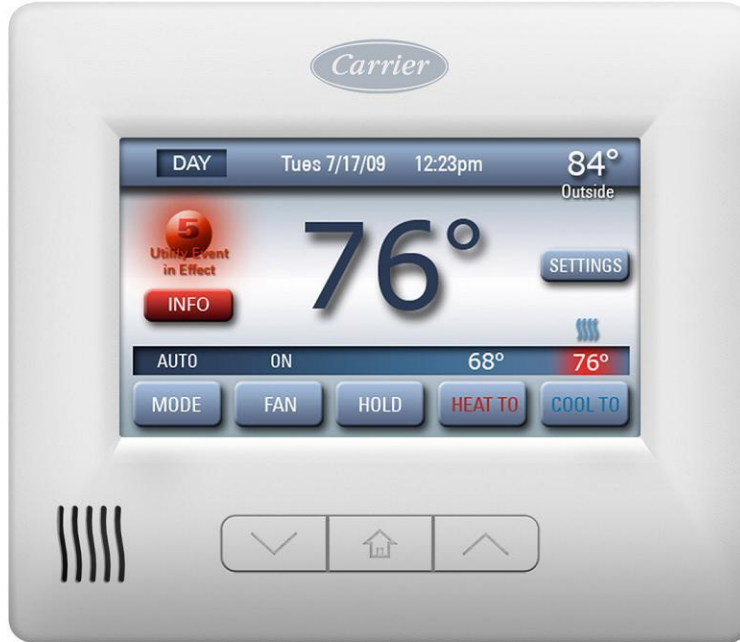 Carrier
DAY Tues 7/17/09 12:23pm 84°
Outside
5
Utility Event
in Effect
76°
SETTINGS
INFO
AUTO ON 68° 76°
MODE FAN HOLD HEAT TO COOL TO